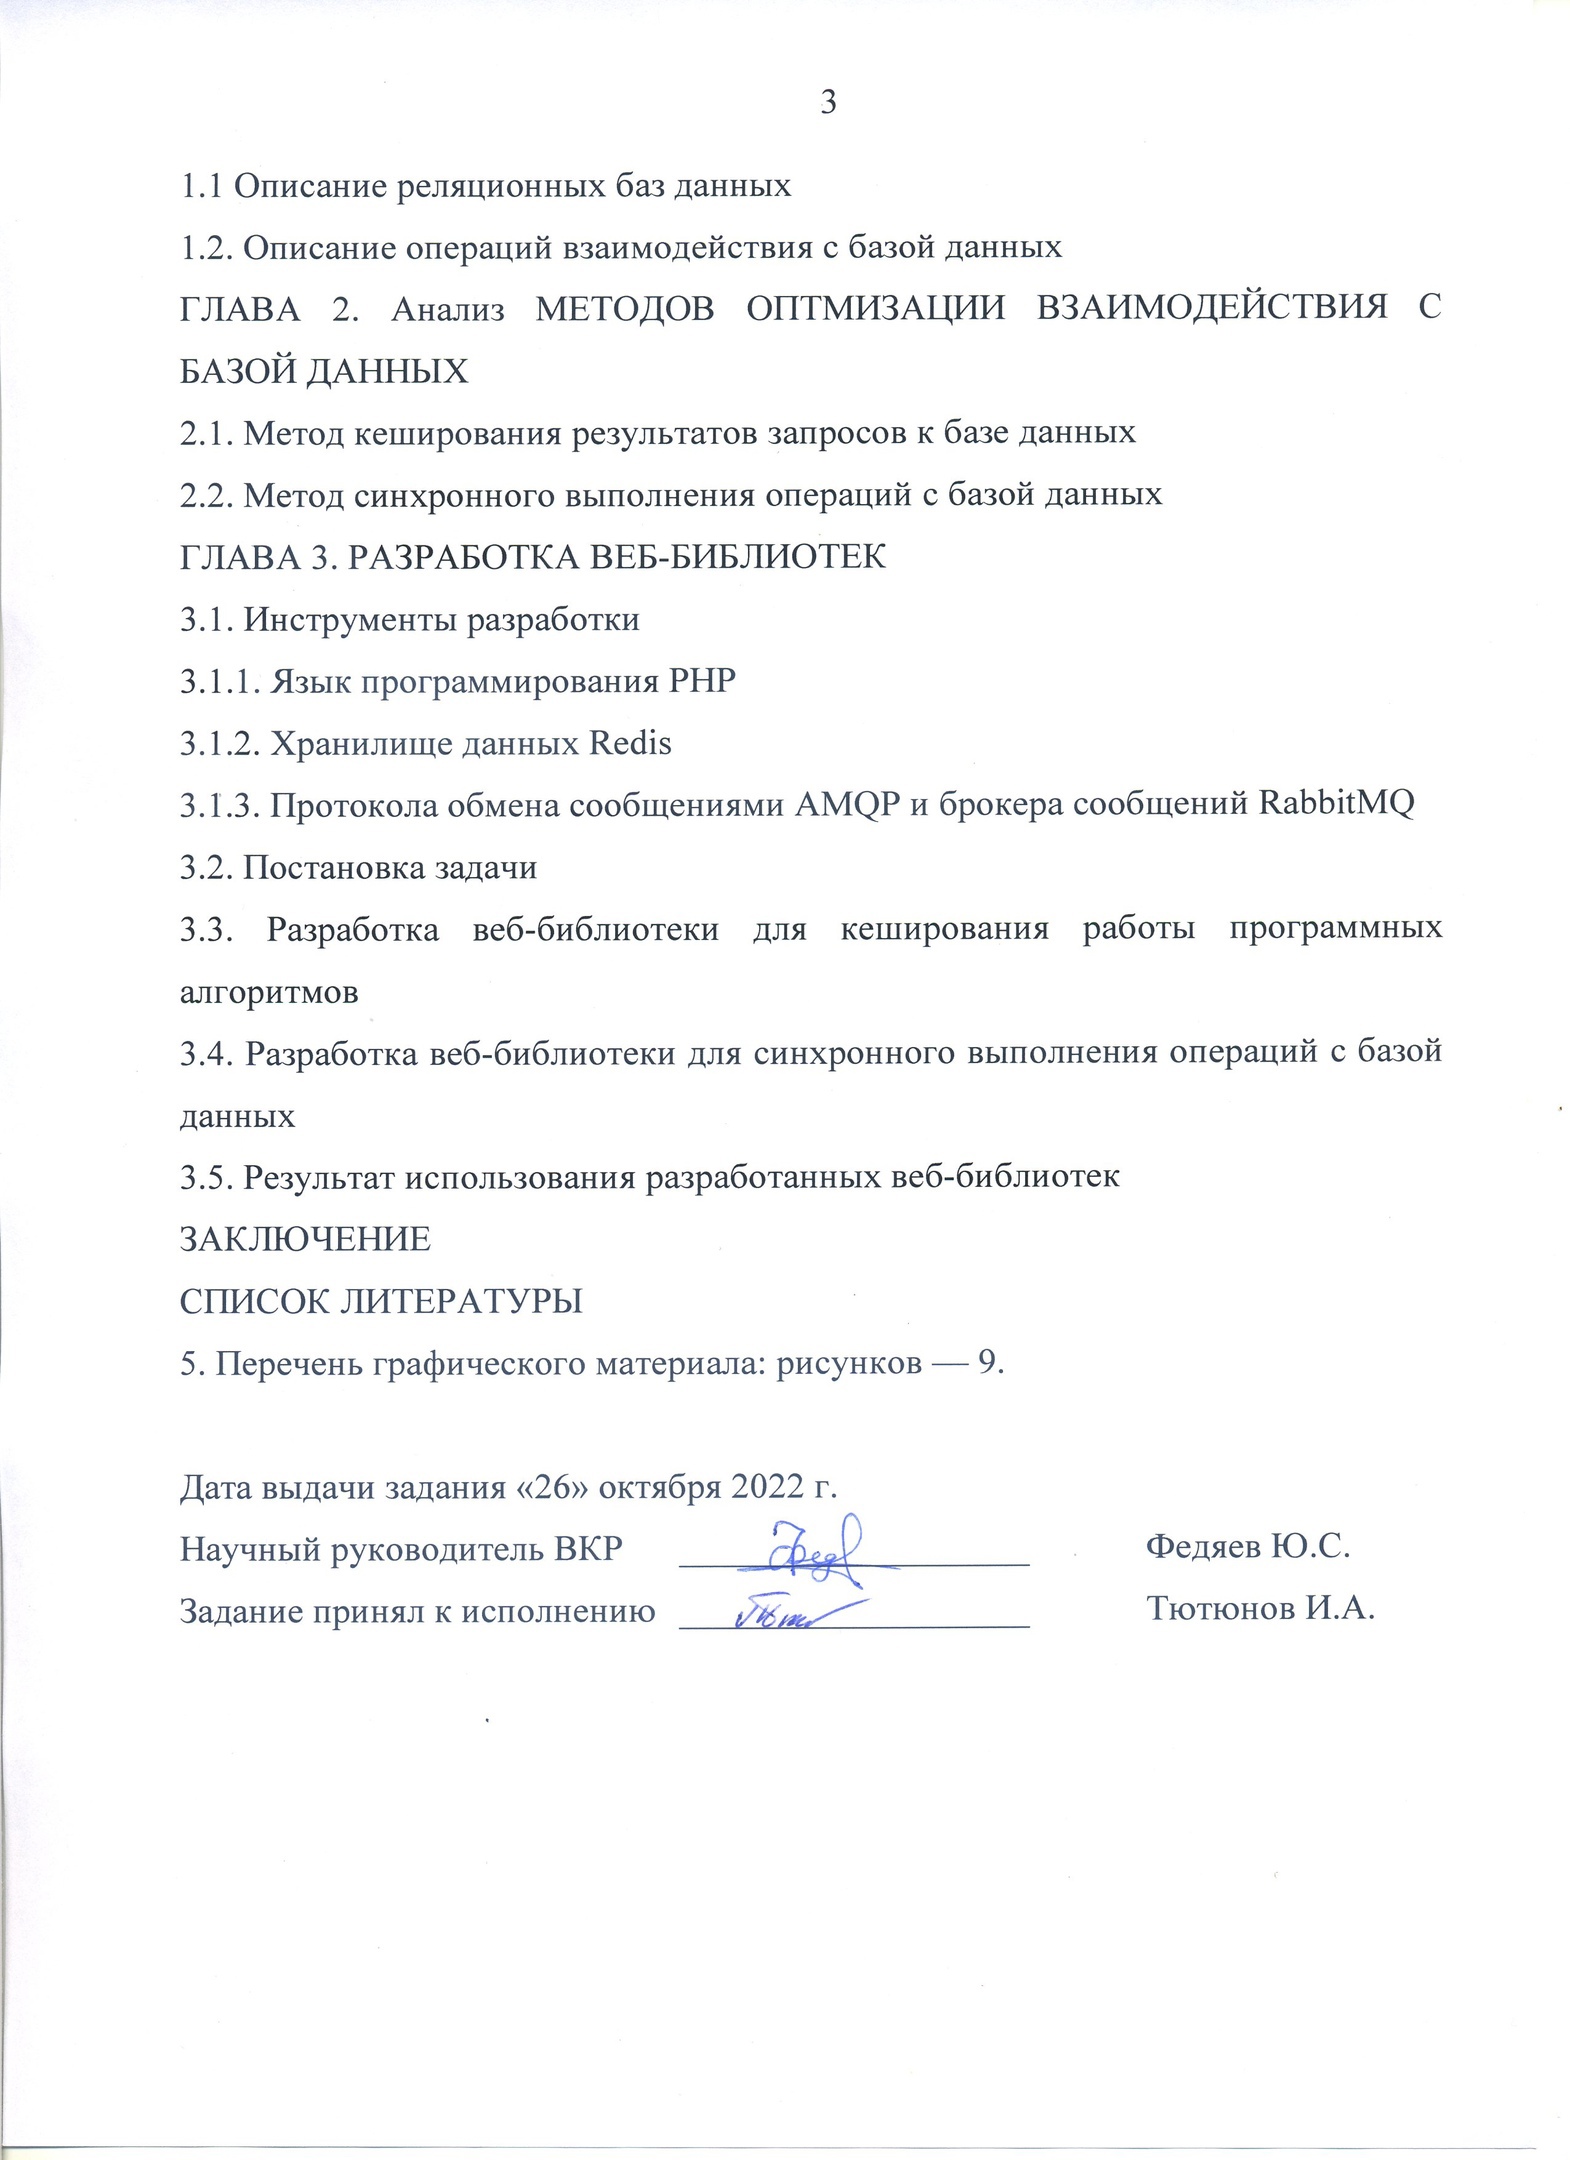 3
1.1 Описание реляционных баз данных
1.2. Описание операций взаимодействия с базой данных
ГЛАВА 2. Анализ МЕТОДОВ ОПТМИЗАЦИИ ВЗАИМОДЕЙСТВИЯ С
БАЗОЙ ДАННЫХ
2.1. Метод кеширования результатов запросов к базе данных
2.2. Метод синхронного выполнения операций с базой данных
ГЛАВА 3. РАЗРАБОТКА ВЕБ-БИБЛИОТЕК
3.1. Инструменты разработки
3.1.1. Язык программирования PHP
3.1.2. Хранилище данных Redis
3.1.3. Протокола обмена сообщениями AMQP и брокера сообщений RabbitMQ
3.2. Постановка задачи
3.3. Разработка веб-библиотеки для кеширования работы программных
алгоритмов
3.4. Разработка веб-библиотеки для синхронного выполнения операций с базой
данных
3.5. Результат использования разработанных веб-библиотек
ЗАКЛЮЧЕНИЕ
СПИСОК ЛИТЕРАТУРЫ
5. Перечень графического материала: рисунков — 9.
Дата выдачи задания «26» октября 2022 г.
Научный руководитель ВКР Федяев Ю.С.
Задание принял к исполнению Тютюнов И.А.